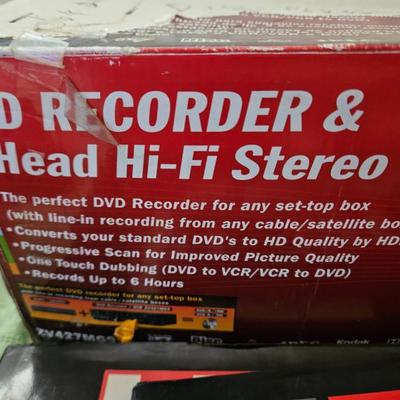 D RECORDER &
Head Hi-Fi Stereo
The perfect DVD Recorder for any set-top box
(with line-in recording from any cable/satellite bo
• Converts your standard DVD's to HD Quality by HD
• Progressive Scan for Improved Picture Quality
• One Touch Dubbing (DVD to VCR/VCR to DVD)
• Records Up to 6 Hours
The perfect DVD recorder for any set-top box
ZV427MG9
Kodak